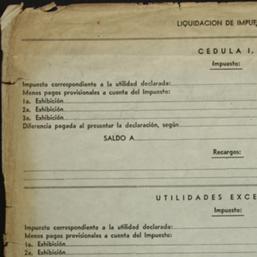 LIQUIDACION DE IMPUE
CEDULA I.
Impuesto:
Impuesto correspondiente a la utilidad declarada:
Menos pagos provisionales a cuenta del Impuesto:
1a. Exhibición
2a. Exhibición
3a. Exhibición
Diferencia pagada al presentar la declaración, según
SALDO A
Recargos:
UTILIDADES EXCE
Impuesto:
Impuesto correspondiente a la utilidad declarada:
Menos pagos provisionales a cuenta del Impuesto:
1a. Exhibición
2a. Exhibición